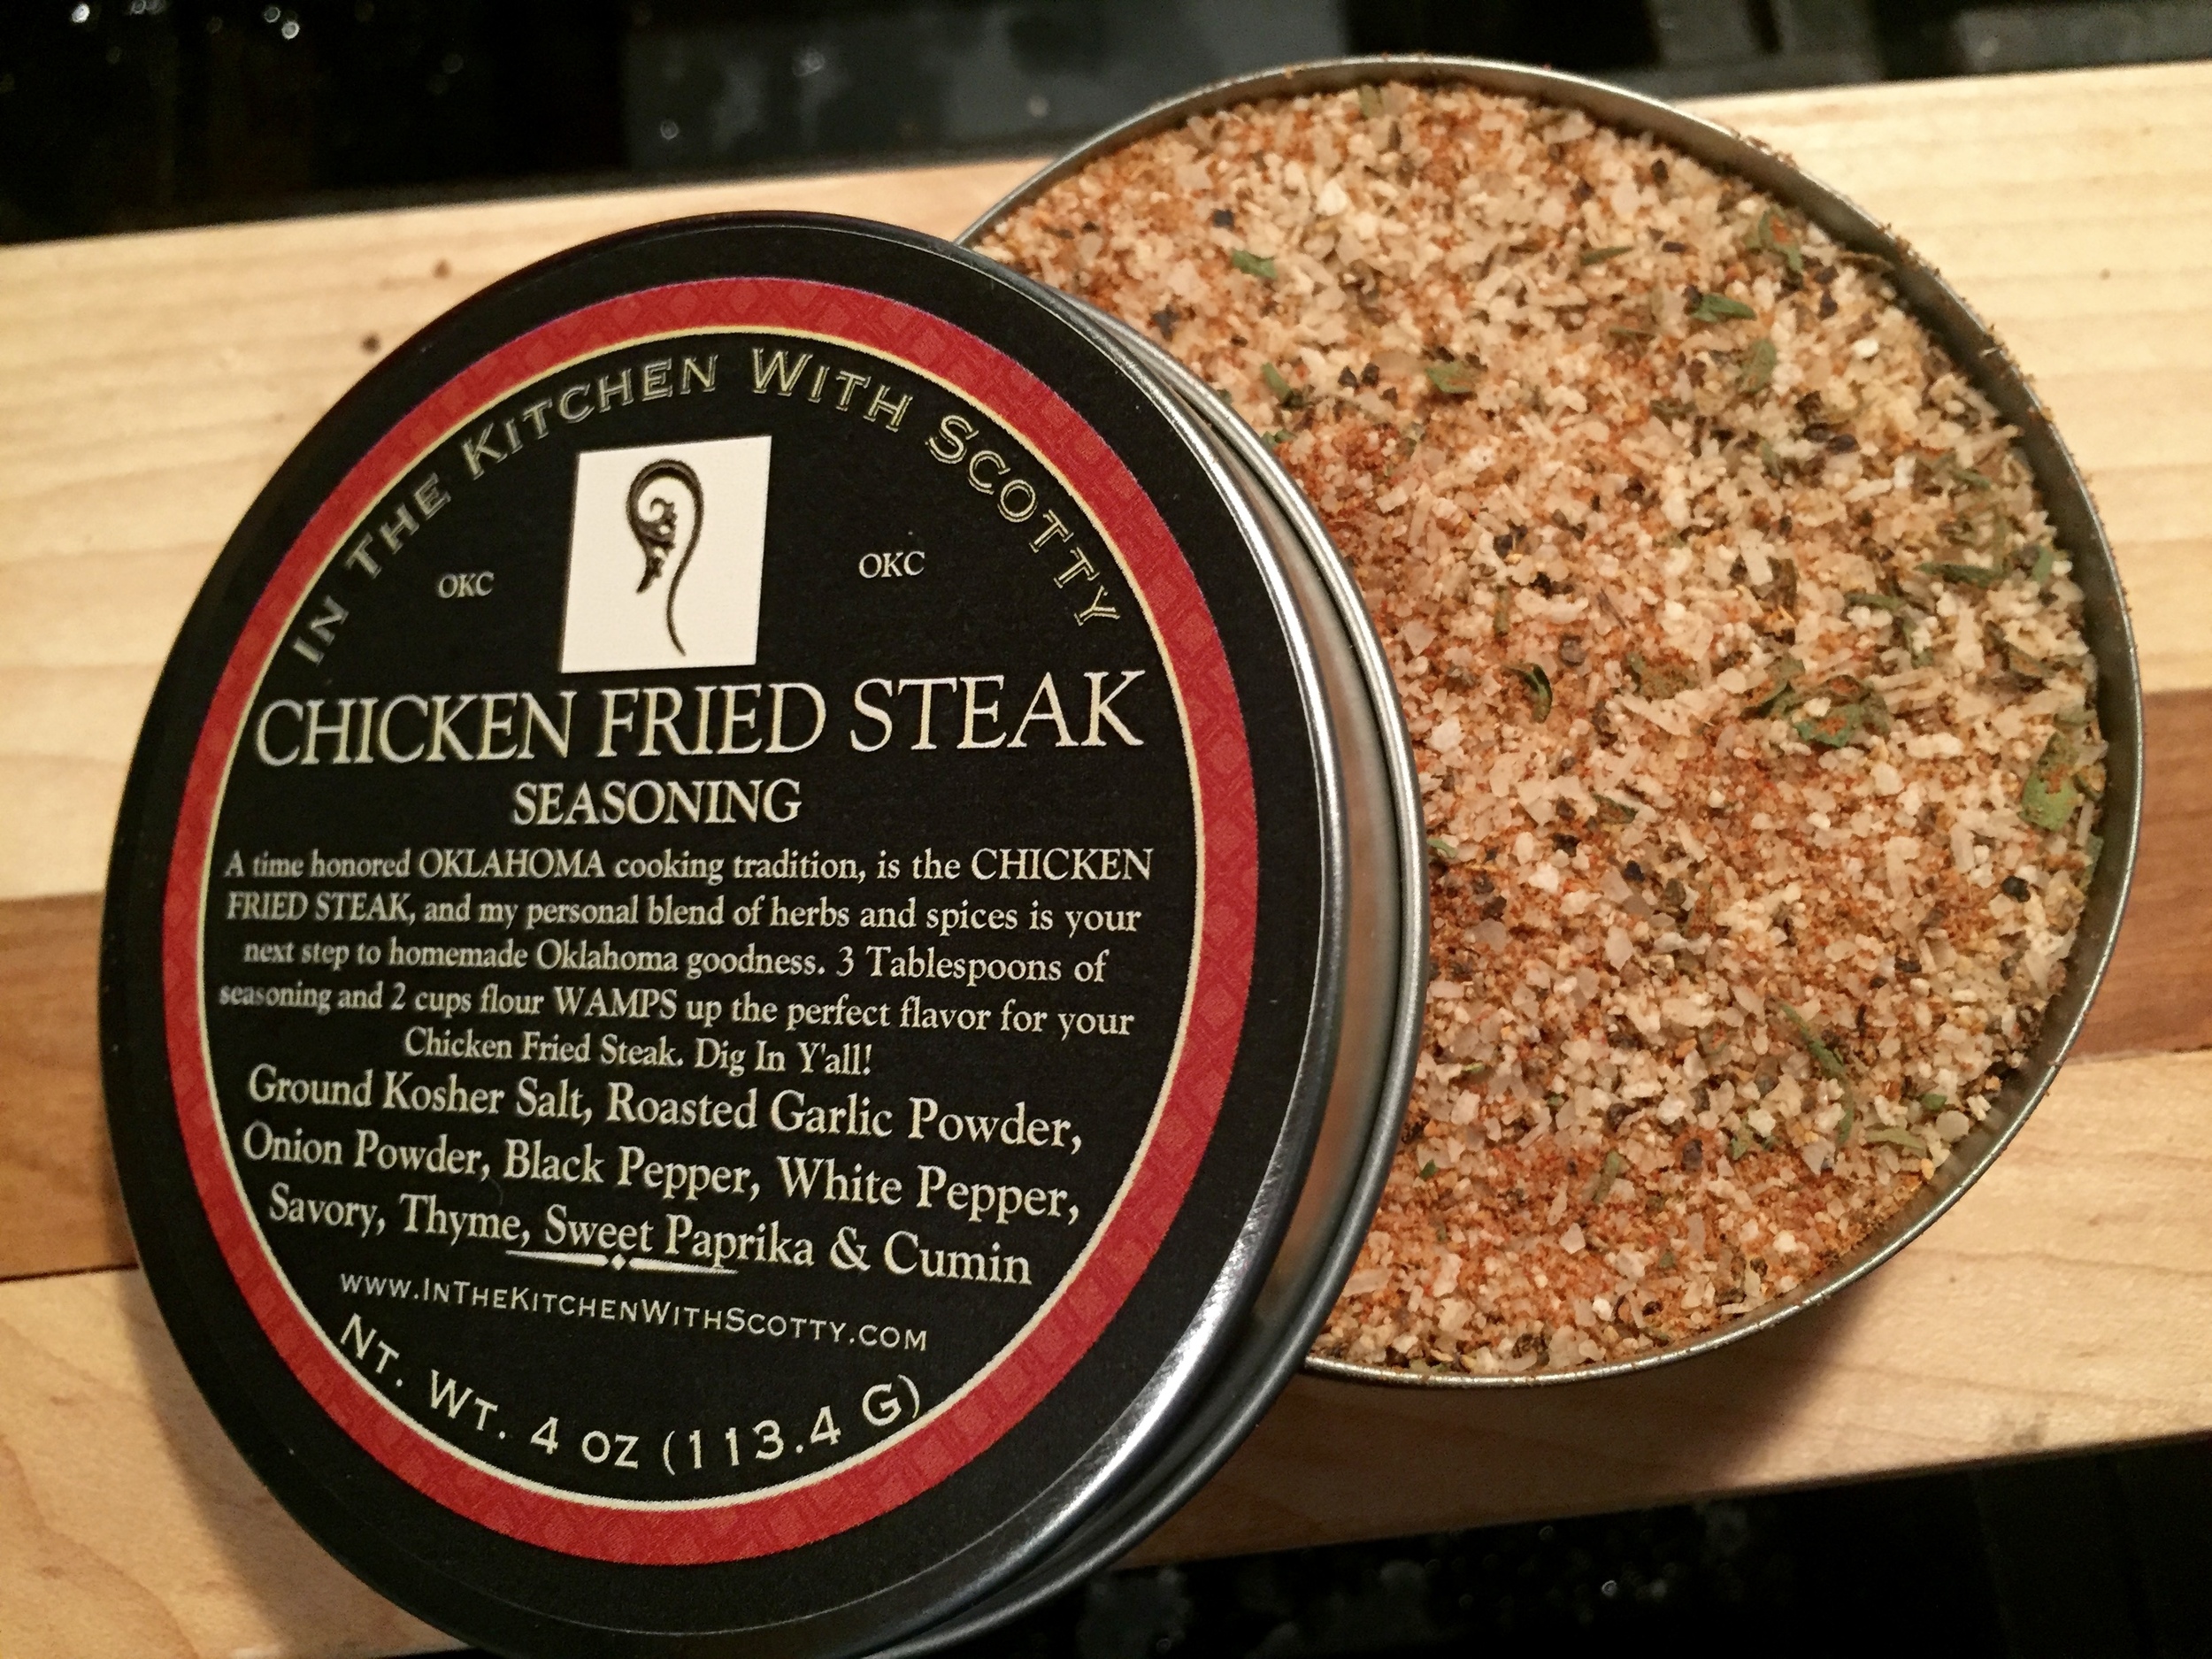 IN THE KITCHEN WITH SCOTTY
OKC OKC
CHICKEN FRIED STEAK
SEASONING
A time honored OKLAHOMA cooking tradition, is the CHICKEN
FRIED STEAK, and my personal blend of herbs and spices is your
next step to homemade Oklahoma goodness. 3 Tablespoons of
seasoning and 2 cups flour WAMPS up the perfect flavor for your
Chicken Fried Steak. Dig In Y'all!
Ground Kosher Salt, Roasted Garlic Powder,
Onion Powder, Black Pepper, White Pepper,
Savory, Thyme, Sweet Paprika & Cumin
WWW.INTHEKITCHENWITHSCOTTY.COM
NT. WT. 4 OZ (113.4 G)